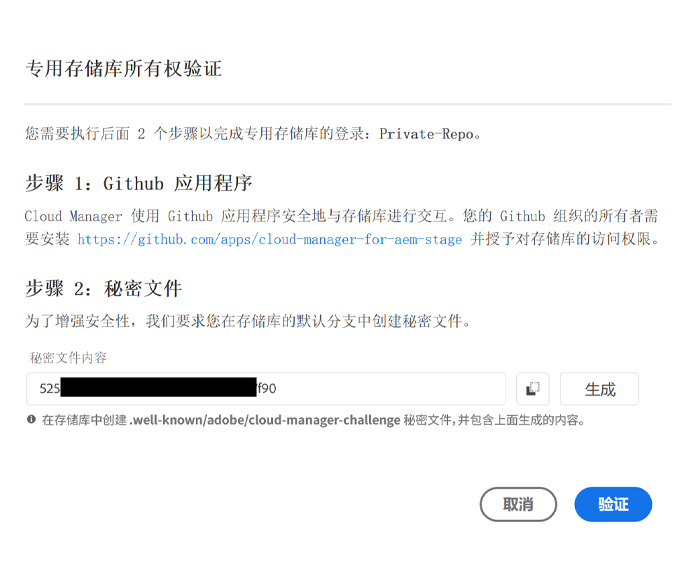 专用存储库所有权验证
您需要执行后面 2 个步骤以完成专用存储库的登录：Private-Repo。
步骤 1：Github 应用程序
Cloud Manager 使用 Github 应用程序安全地与存储库进行交互。您的 Github 组织的所有者需
要安装 https://github.com/apps/cloud-manager-for-aem-stage 并授予对存储库的访问权限。
步骤 2：秘密文件
为了增强安全性，我们要求您在存储库的默认分支中创建秘密文件。
秘密文件内容
525 f90
生成
在存储库中创建 .well-known/adobe/cloud-manager-challenge 秘密文件，并包含上面生成的内容。
取消
验证